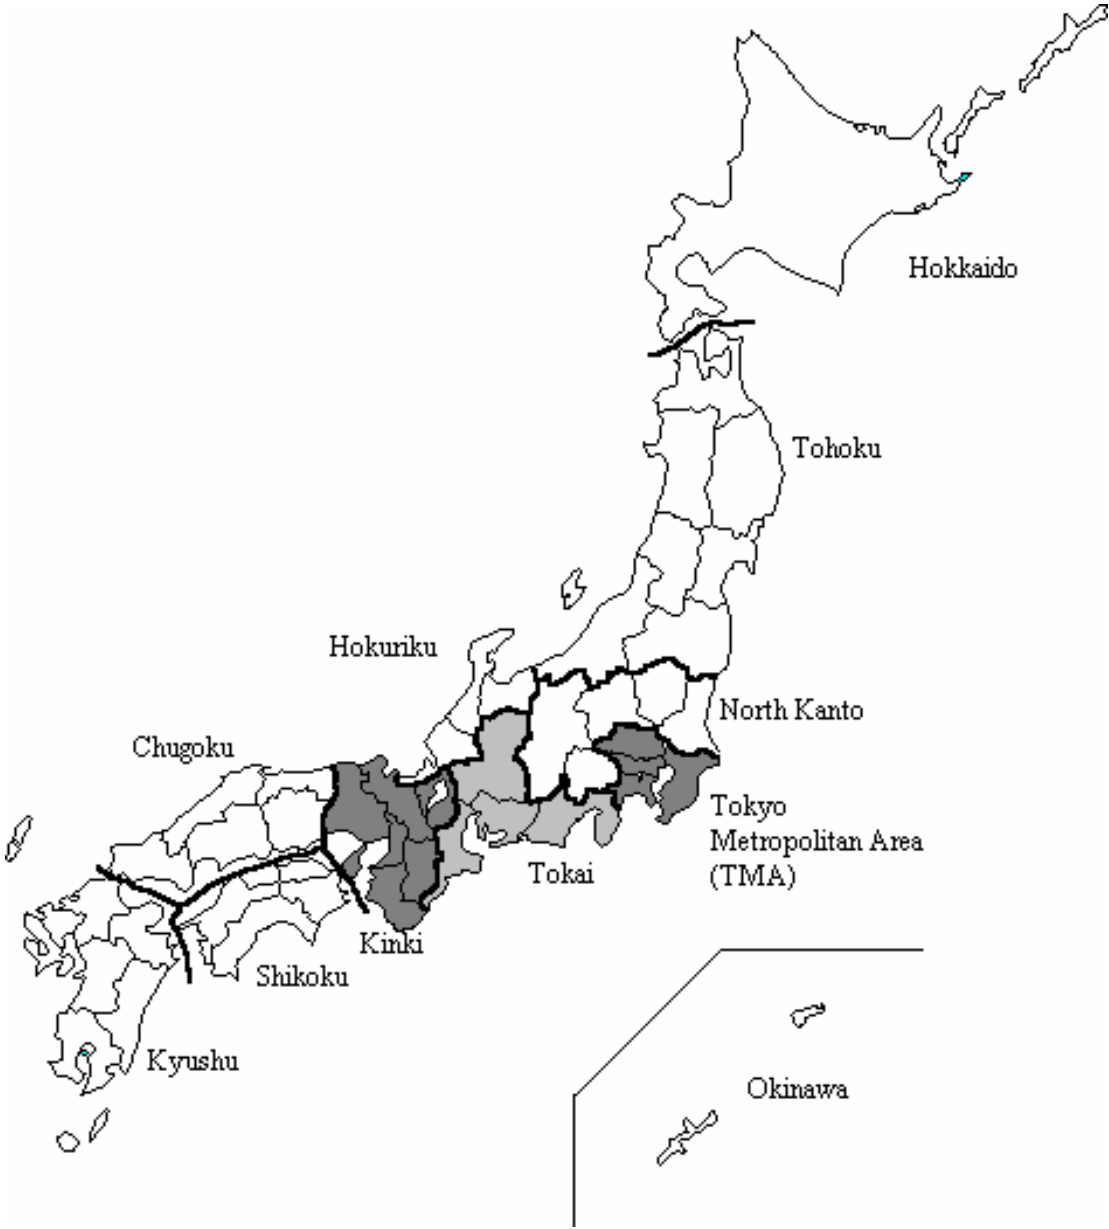 Hokkaido
Tohoku
Hokuriku
North Kanto
Chugoku
Tokyo
Metropolitan Area
(TMA)
Tokai
Kinki
Shikoku
Kyushu
Okinawa